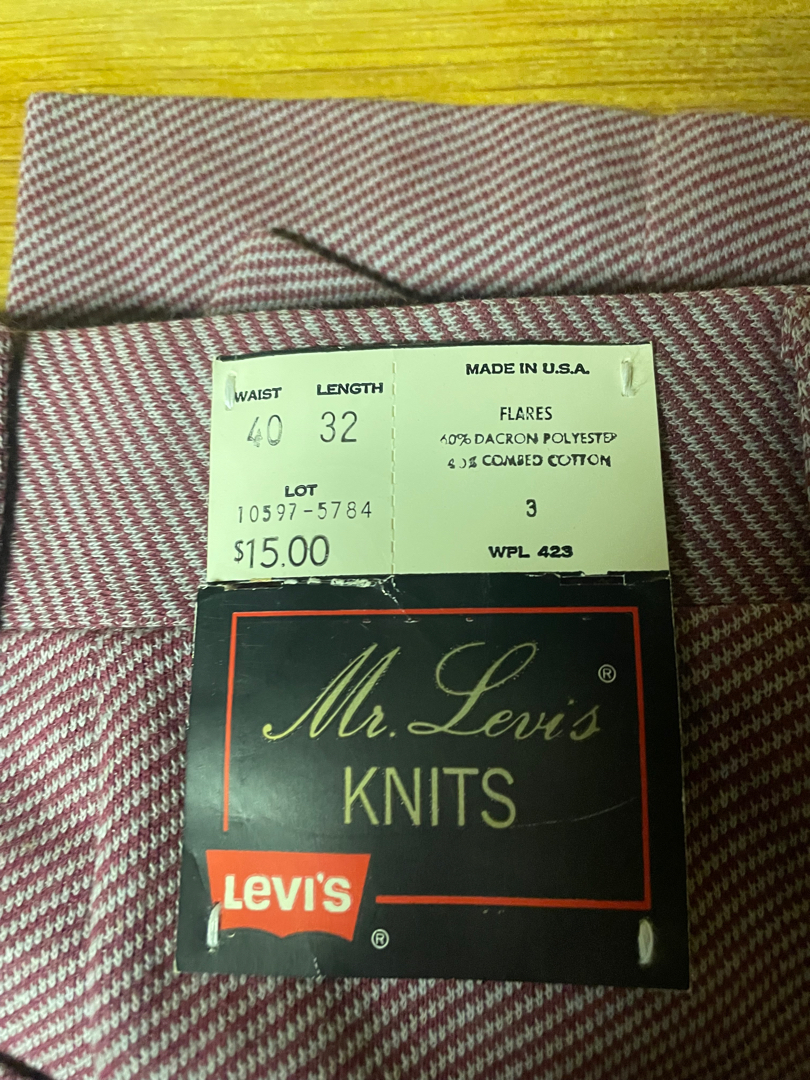 WAIST LENGTH
40 32
LOT
10597-5784
$15.00
MADE IN U.S.A.
FLARES
60% DACRON POLYESTER
40% COMBED COTTON
3
WPL 423
Mr. Levi's ®
KNITS
LEVI'S ®